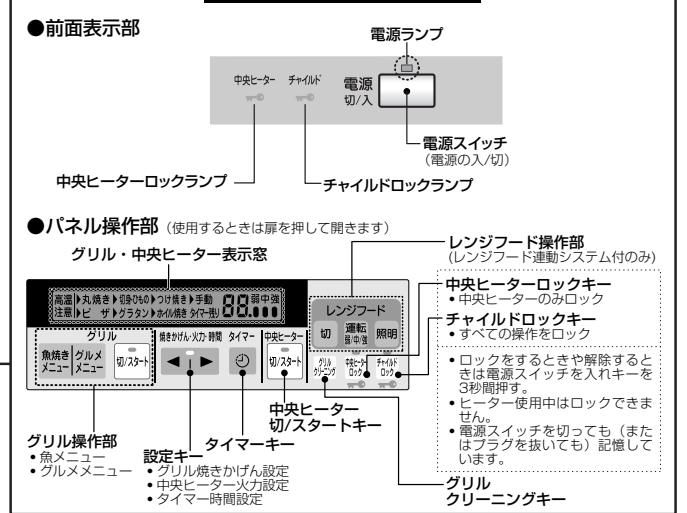 ●前面表示部
電源ランプ
中央ヒーター チャイルド 電源
切/入
電源スイッチ
(電源の入/切)
中央ヒーターロックランプ
チャイルドロックランプ
●パネル操作部 (使用するときは扉を押して開きます)
グリル・中央ヒーター表示窓
高温 ▶丸焼き▶切身ひもの▶つけ焼き▶手動 88.弱中強
注意 ▶ピ ザ▶グラタン▶ホイル焼き タイマー残り
グリル 焼きかげん・火力・時間 タイマー 中央ヒーター
魚焼き グルメ
メニュー メニュー 切/スタート ◀ ▶ 切/スタート
レンジフード
切 運転 照明
弱/中/強
グリル 中央ヒーター チャイルド
クリーニング ロック ロック
レンジフード操作部
(レンジフード連動システム付のみ)
中央ヒーターロックキー
•中央ヒーターのみロック
チャイルドロックキー
•すべての操作をロック
•ロックをするときや解除すると
きは電源スイッチを入れキーを
3秒間押す。
•ヒーター使用中はロックできま
せん。
•電源スイッチを切っても(また
はプラグを抜いても)記憶して
います。
グリル操作部
•魚メニュー
•グルメメニュー
設定キー
•グリル焼きかげん設定
•中央ヒーター火力設定
•タイマー時間設定
タイマーキー
中央ヒーター
切/スタートキー
グリル
クリーニングキー